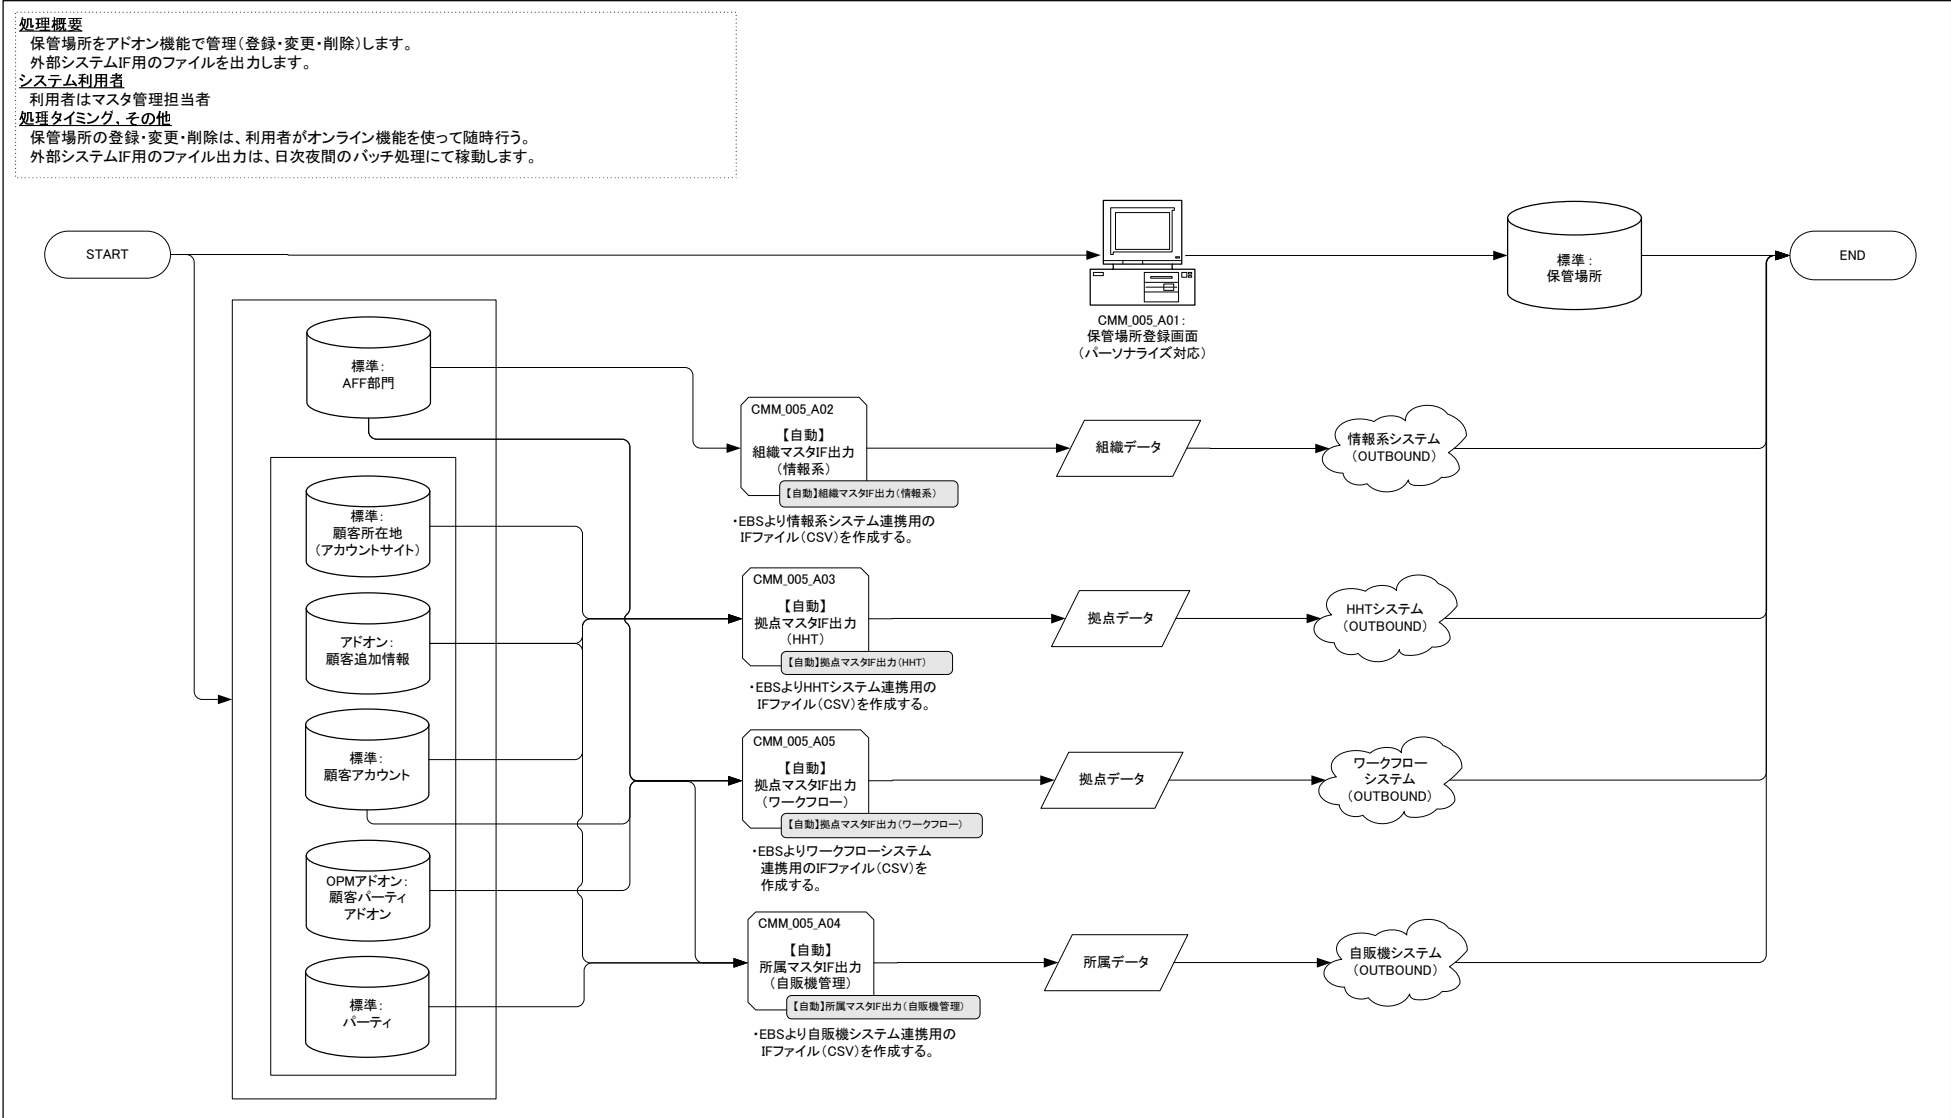 処理概要
保管場所をアドオン機能で管理(登録・変更・削除)します。
外部システムIF用のファイルを出力します。
システム利用者
利用者はマスタ管理担当者
処理タイミング、その他
保管場所の登録・変更・削除は、利用者がオンライン機能を使って随時行う。
外部システムIF用のファイル出力は、日次夜間のバッチ処理にて稼動します。
START
CMM_005_A01:
保管場所登録画面
(パーソナライズ対応)
標準:
保管場所
END
標準:
AFF部門
CMM_005_A02
【自動】
組織マスタIF出力
(情報系)
【自動】組織マスタIF出力(情報系)
・EBSより情報系システム連携用の
IFファイル(CSV)を作成する。
組織データ
情報系システム
(OUTBOUND)
標準:
顧客所在地
(アカウントサイト)
アドオン:
顧客追加情報
CMM_005_A03
【自動】
拠点マスタIF出力
(HHT)
【自動】拠点マスタIF出力(HHT)
・EBSよりHHTシステム連携用の
IFファイル(CSV)を作成する。
拠点データ
HHTシステム
(OUTBOUND)
標準:
顧客アカウント
CMM_005_A05
【自動】
拠点マスタIF出力
(ワークフロー)
【自動】拠点マスタIF出力(ワークフロー)
・EBSよりワークフローシステム
連携用のIFファイル(CSV)を
作成する。
拠点データ
ワークフロー
システム
(OUTBOUND)
OPMアドオン:
顧客パーティ
アドオン
標準:
パーティ
CMM_005_A04
【自動】
所属マスタIF出力
(自販機管理)
【自動】所属マスタIF出力(自販機管理)
・EBSより自販機システム連携用の
IFファイル(CSV)を作成する。
所属データ
自販機システム
(OUTBOUND)